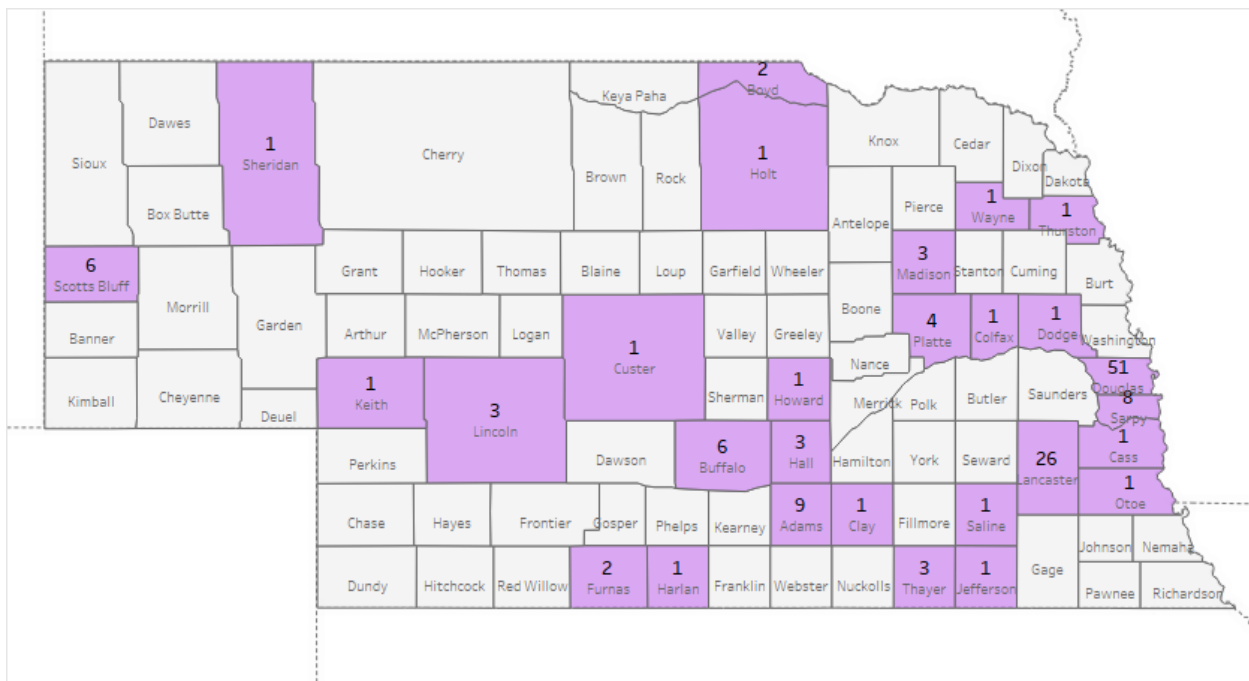 2
Boyd
Keya Paha
Dawes
1
Sheridan
Sioux
Cherry
1
Holt
Knox
Cedar
Dixon
Dakota
Brown
Rock
Box Butte
Pierce
1
Wayne
1
Thurston
Antelope
6
Scotts Bluff
Grant
Hooker
Thomas
Blaine
Loup
Garfield
Wheeler
3
Madison
Stanton
Cuming
Burt
Morrill
Garden
Boone
Banner
Arthur
McPherson
Logan
1
Custer
Valley
Greeley
4
Platte
1
Colfax
1
Dodge
Washington
Nance
51
Douglas
Kimball
Cheyenne
Deuel
1
Keith
3
Lincoln
Sherman
1
Howard
Merrick
Polk
Butler
Saunders
8
Sarpy
Perkins
Dawson
6
Buffalo
3
Hall
Hamilton
York
Seward
26
Lancaster
1
Cass
1
Otoe
Chase
Hayes
Frontier
Gosper
Phelps
Kearney
9
Adams
1
Clay
Fillmore
1
Saline
Dundy
Hitchcock
Red Willow
2
Furnas
1
Harlan
Franklin
Webster
Nuckolls
3
Thayer
1
Jefferson
Gage
Johnson
Nemaha
Pawnee
Richardson